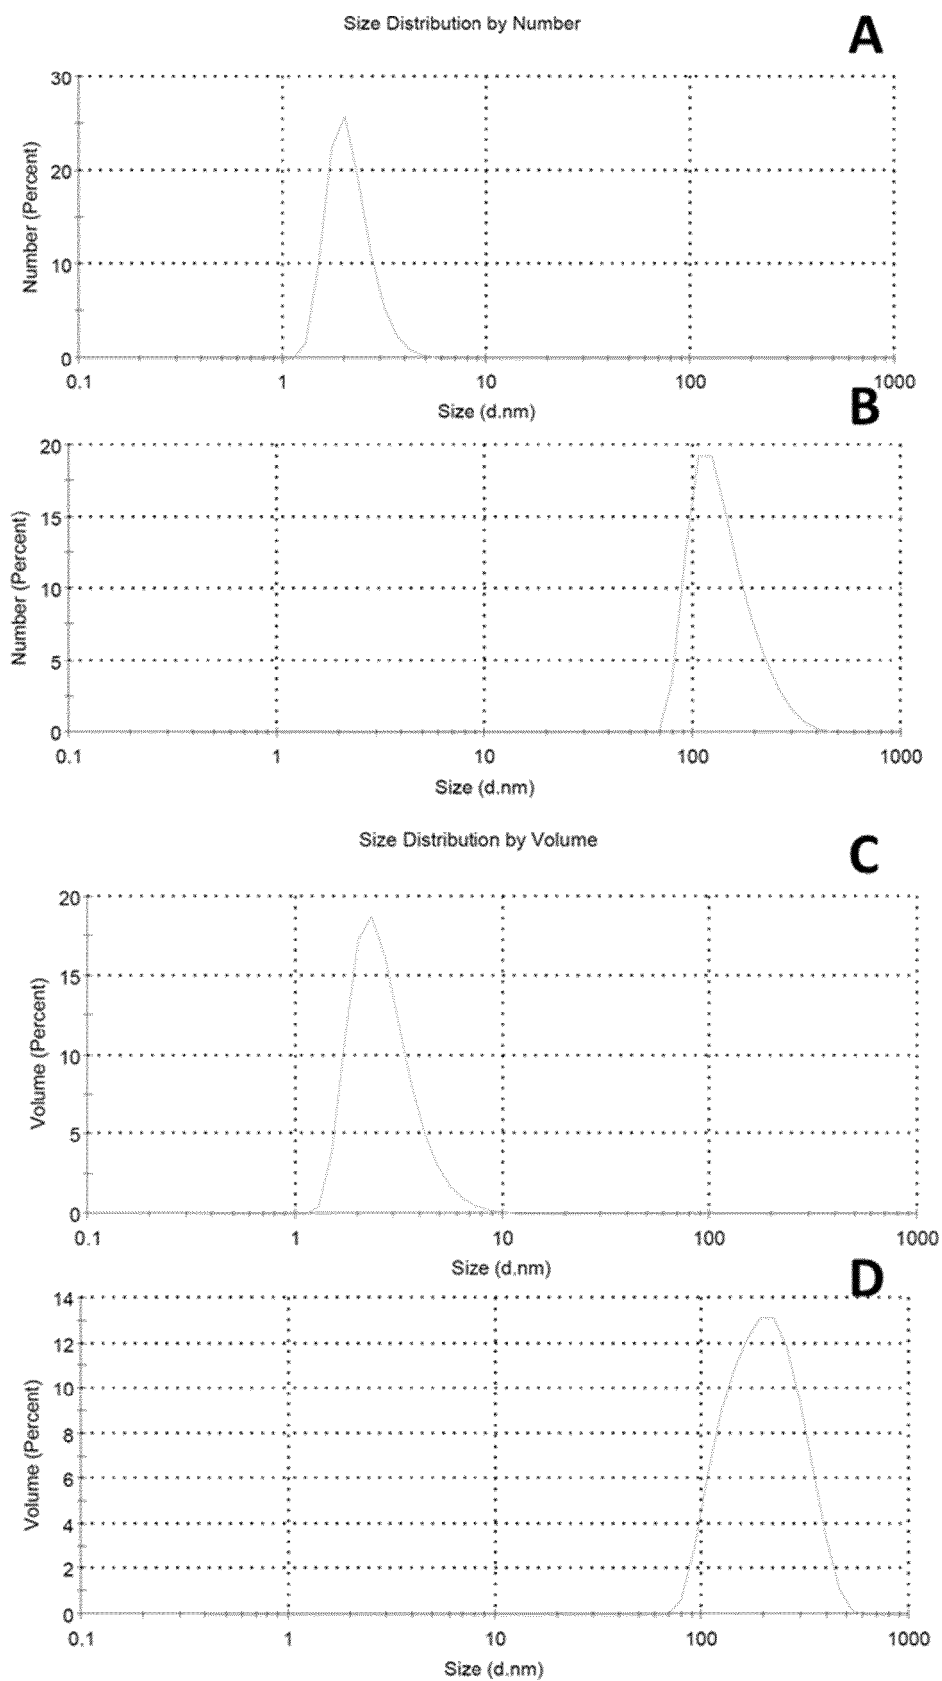 Size Distribution by Number
A
30
20
10
0
Number (Percent)
0.1 1 10 100 1000
Size (d.nm)
B
20
15
10
5
0
Number (Percent)
0.1 1 10 100 1000
Size (d.nm)
Size Distribution by Volume
C
20
15
10
5
0
Volume (Percent)
0.1 1 10 100 1000
Size (d.nm)
D
14
12
10
8
6
4
2
0
Volume (Percent)
0.1 1 10 100 1000
Size (d.nm)